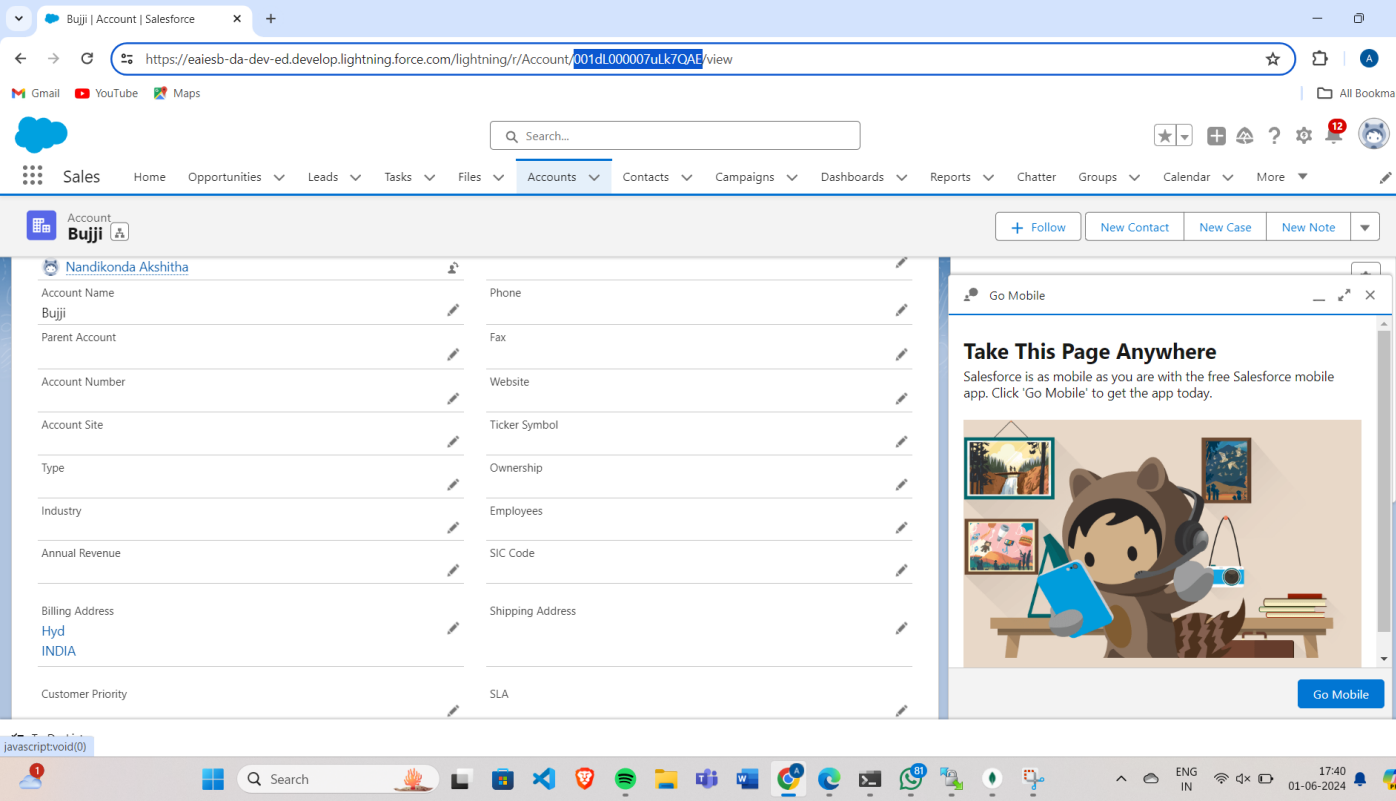 Bujji | Account | Salesforce
https://eaiesb-da-dev-ed.develop.lightning.force.com/lightning/r/Account/001dL000007uLk7QAE/view
A
Gmail YouTube Maps All Bookma
Search...
12
Sales Home Opportunities Leads Tasks Files Accounts Contacts Campaigns Dashboards Reports Chatter Groups Calendar More
Account
Bujji
Follow New Contact New Case New Note
Nandikonda Akshitha
Account Name Phone
Bujji
Parent Account Fax
Account Number Website
Account Site Ticker Symbol
Type Ownership
Industry Employees
Annual Revenue SIC Code
Billing Address Shipping Address
Hyd
INDIA
Customer Priority SLA
Go Mobile
Take This Page Anywhere
Salesforce is as mobile as you are with the free Salesforce mobile
app. Click 'Go Mobile' to get the app today.
Go Mobile
javascript:void(0)
1
Search
A
81
ENG
IN
17:40
01-06-2024